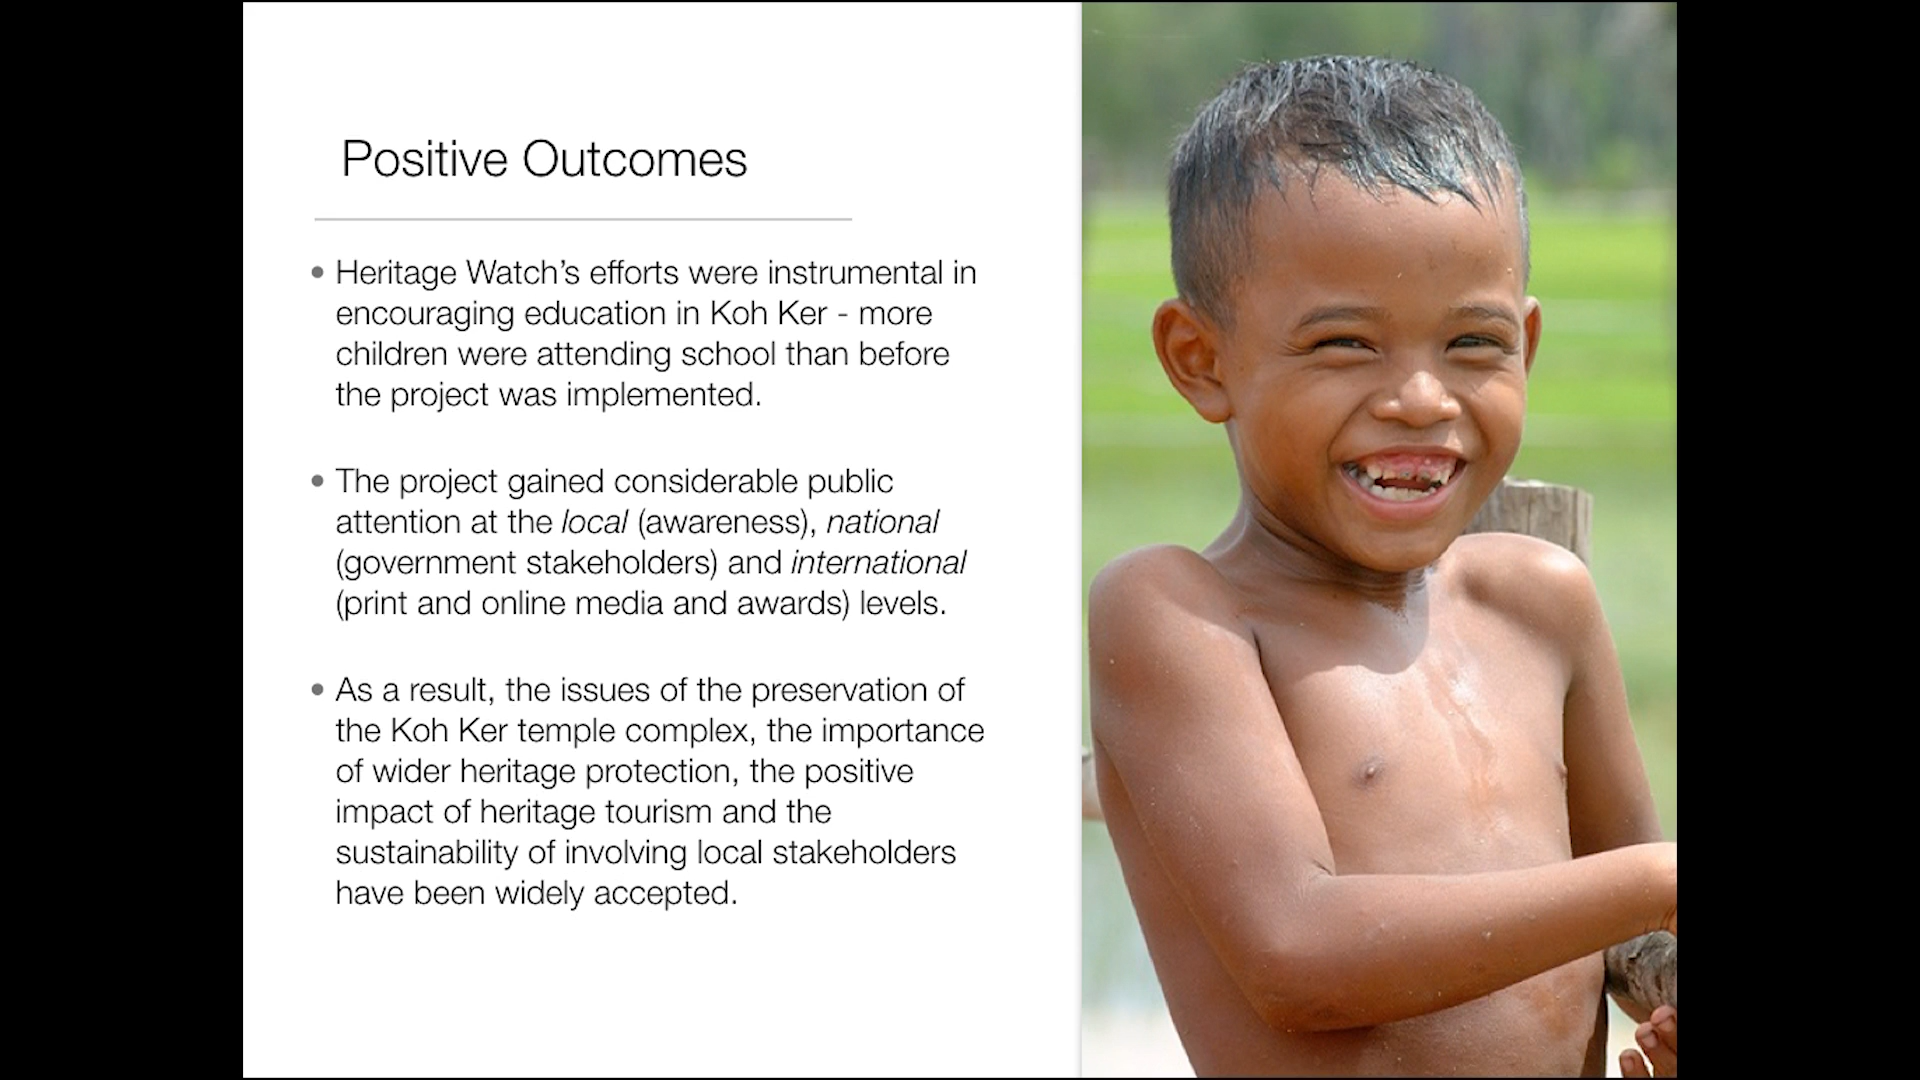 Positive Outcomes
• Heritage Watch’s efforts were instrumental in
encouraging education in Koh Ker - more
children were attending school than before
the project was implemented.
• The project gained considerable public
attention at the local (awareness), national
(government stakeholders) and international
(print and online media and awards) levels.
• As a result, the issues of the preservation of
the Koh Ker temple complex, the importance
of wider heritage protection, the positive
impact of heritage tourism and the
sustainability of involving local stakeholders
have been widely accepted.